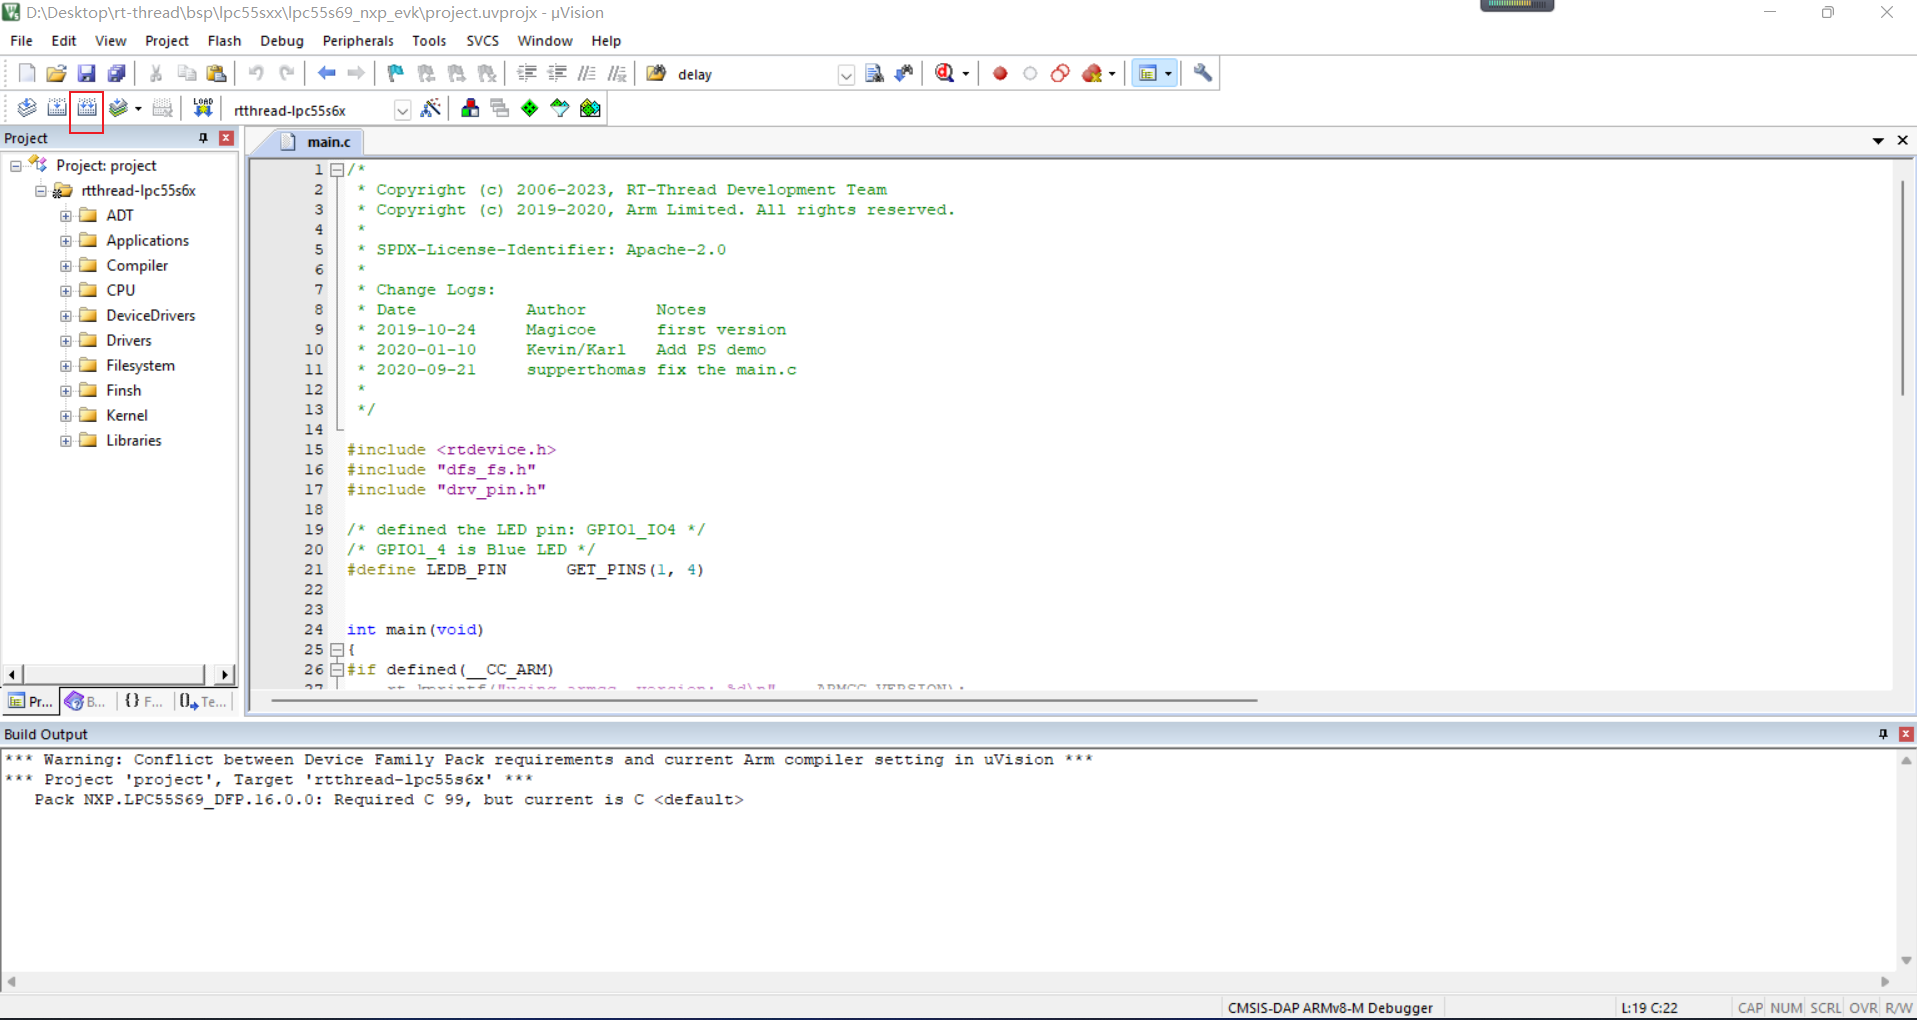 D:\Desktop\rt-thread\bsp\lpc55sxx\lpc55s69_nxp_evk\project.uvprojx - µVision
File Edit View Project Flash Debug Peripherals Tools SVCS Window Help
delay
LOAD rtthread-lpc55s6x
Project
main.c
Project: project
rtthread-lpc55s6x
ADT
Applications
Compiler
CPU
DeviceDrivers
Drivers
Filesystem
Finsh
Kernel
Libraries
Pr... B... {} F... Te...
1 /*
2 * Copyright (c) 2006-2023, RT-Thread Development Team
3 * Copyright (c) 2019-2020, Arm Limited. All rights reserved.
4 *
5 * SPDX-License-Identifier: Apache-2.0
6 *
7 * Change Logs:
8 * Date Author Notes
9 * 2019-10-24 Magicoe first version
10 * 2020-01-10 Kevin/Karl Add PS demo
11 * 2020-09-21 supperthomas fix the main.c
12 *
13 */
14
15 #include <rtdevice.h>
16 #include "dfs_fs.h"
17 #include "drv_pin.h"
18
19 /* defined the LED pin: GPIO1_IO4 */
20 /* GPIO1_4 is Blue LED */
21 #define LEDB_PIN GET_PINS(1, 4)
22
23
24 int main(void)
25 {
26 #if defined(__CC_ARM)
27 rt_kprintf("using armcc, version: %d\n", __ARMCC_VERSION);
Build Output
*** Warning: Conflict between Device Family Pack requirements and current Arm compiler setting in uVision ***
*** Project 'project', Target 'rtthread-lpc55s6x' ***
Pack NXP.LPC55S69_DFP.16.0.0: Required C 99, but current is C <default>
CMSIS-DAP ARMv8-M Debugger L:19 C:22 CAP NUM SCRL OVR R/W